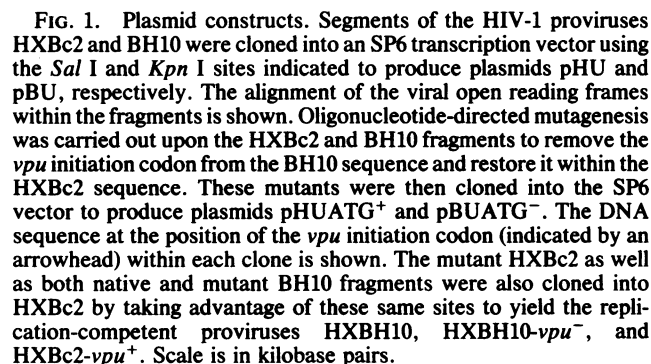 FIG. 1. Plasmid constructs. Segments of the HIV-1 proviruses
HXBc2 and BH10 were cloned into an SP6 transcription vector using
the Sal I and Kpn I sites indicated to produce plasmids pHU and
pBU, respectively. The alignment of the viral open reading frames
within the fragments is shown. Oligonucleotide-directed mutagenesis
was carried out upon the HXBc2 and BH10 fragments to remove the
vpu initiation codon from the BH10 sequence and restore it within the
HXBc2 sequence. These mutants were then cloned into the SP6
vector to produce plasmids pHUATG⁺ and pBUATG⁻. The DNA
sequence at the position of the vpu initiation codon (indicated by an
arrowhead) within each clone is shown. The mutant HXBc2 as well
as both native and mutant BH10 fragments were also cloned into
HXBc2 by taking advantage of these same sites to yield the repli-
cation-competent proviruses HXBH10, HXBH10-vpu⁻, and
HXBc2-vpu⁺. Scale is in kilobase pairs.